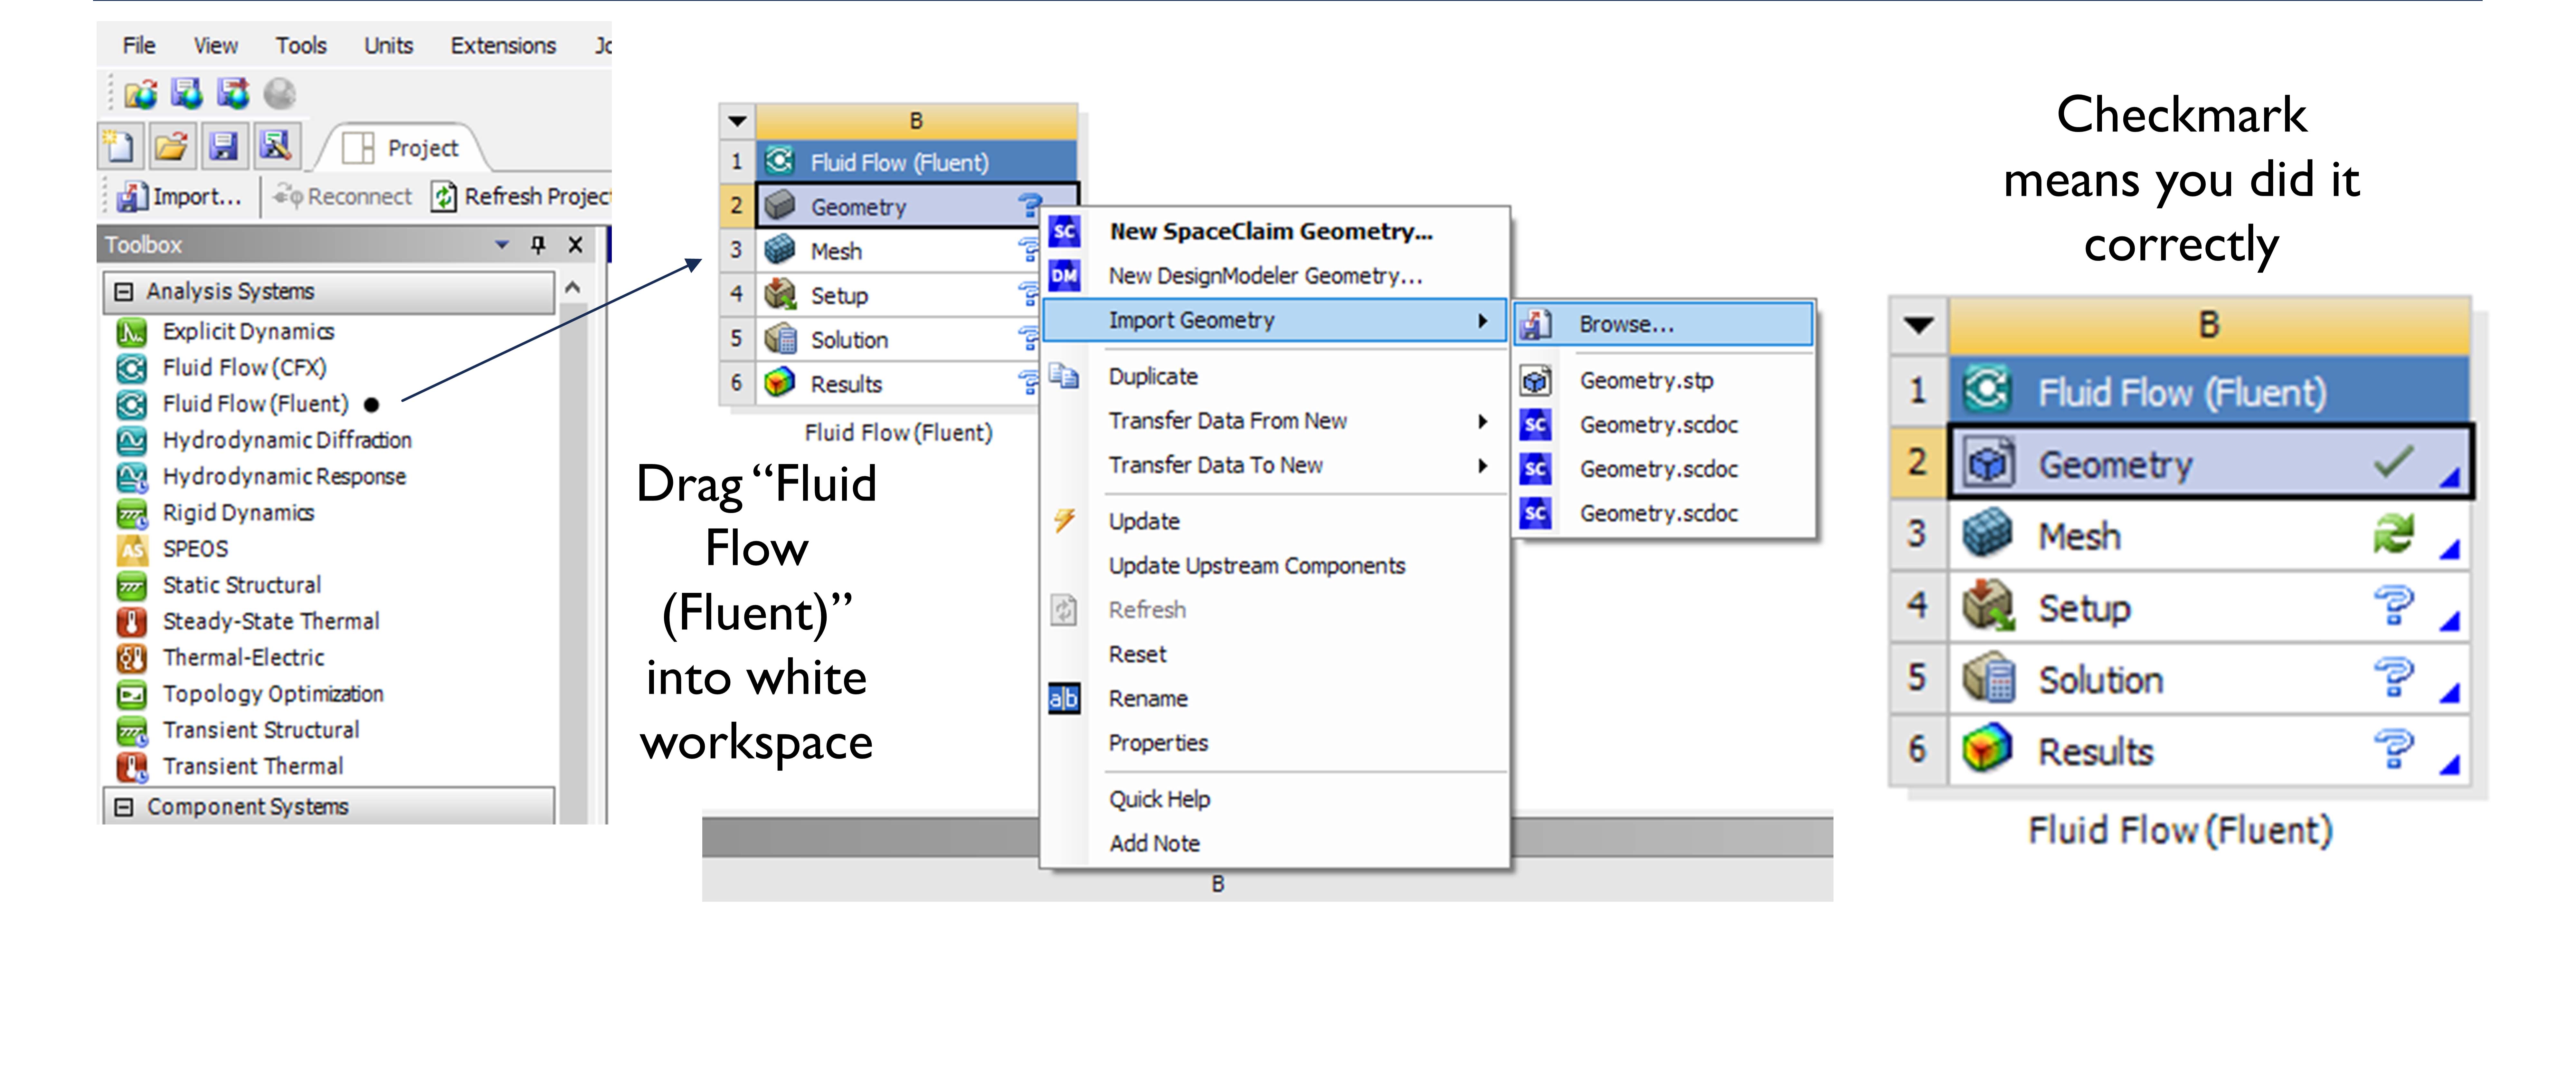 File View Tools Units Extensions Jo
Project
Import... Reconnect Refresh Project
Toolbox
Analysis Systems
Explicit Dynamics
Fluid Flow (CFX)
Fluid Flow (Fluent)
Hydrodynamic Diffraction
Hydrodynamic Response
Rigid Dynamics
AS SPEOS
Static Structural
Steady-State Thermal
Thermal-Electric
Topology Optimization
Transient Structural
Transient Thermal
Component Systems
B
1 Fluid Flow (Fluent)
2 Geometry ?
3 Mesh ?
4 Setup ?
5 Solution ?
6 Results ?
Fluid Flow (Fluent)
Drag “Fluid
Flow
(Fluent)”
into white
workspace
SC New SpaceClaim Geometry...
DM New DesignModeler Geometry...
Import Geometry
Duplicate
Transfer Data From New
Transfer Data To New
Update
Update Upstream Components
Refresh
Reset
a|b Rename
Properties
Quick Help
Add Note
Browse...
Geometry.stp
SC Geometry.scdoc
SC Geometry.scdoc
SC Geometry.scdoc
B
Checkmark
means you did it
correctly
B
1 Fluid Flow (Fluent)
2 Geometry ✓
3 Mesh
4 Setup ?
5 Solution ?
6 Results ?
Fluid Flow (Fluent)